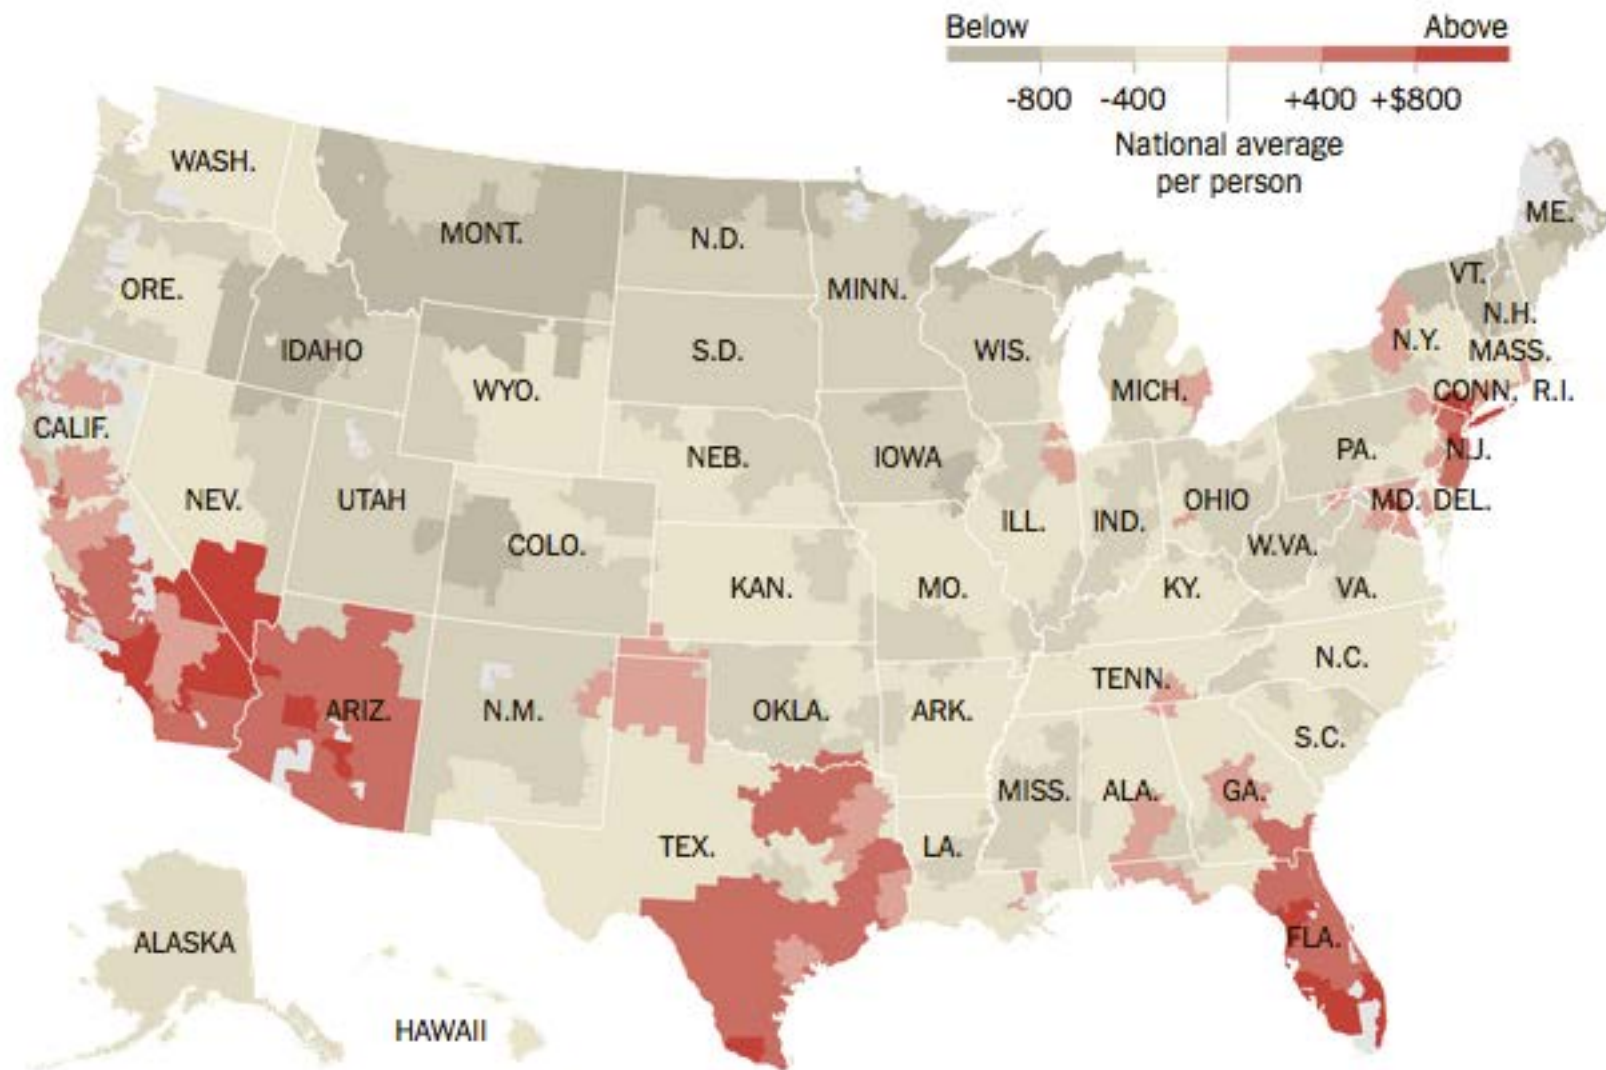 Below Above
-800 -400 +400 +$800
National average
per person
WASH.
ME.
MONT.
N.D.
VT.
ORE.
MINN.
N.H.
IDAHO
S.D.
WIS.
N.Y.
MASS.
WYO.
MICH.
CONN.
R.I.
CALIF.
NEB.
IOWA
PA.
N.J.
NEV.
UTAH
OHIO
MD.
DEL.
ILL.
IND.
COLO.
W.VA.
KAN.
MO.
KY.
VA.
N.C.
TENN.
ARIZ.
N.M.
OKLA.
ARK.
S.C.
MISS.
ALA.
GA.
TEX.
LA.
FLA.
ALASKA
HAWAII